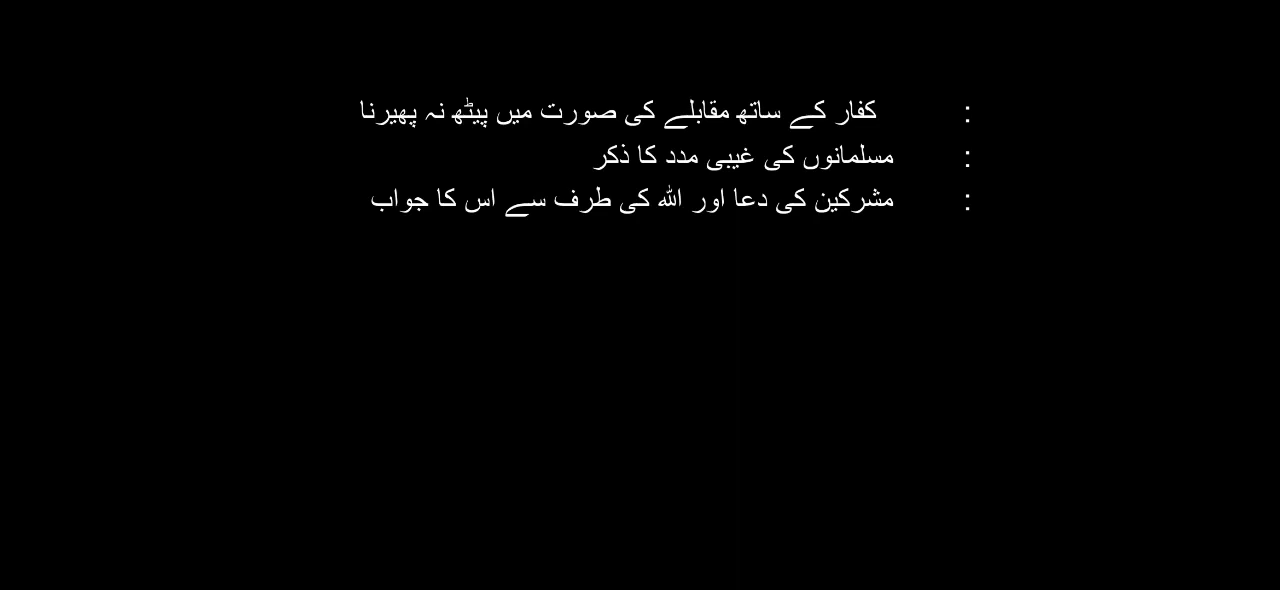 : کفار کے ساتھ مقابلے کی صورت میں پیٹھ نہ پھیرنا
: مسلمانوں کی غیبی مدد کا ذکر
: مشرکین کی دعا اور اللہ کی طرف سے اس کا جواب